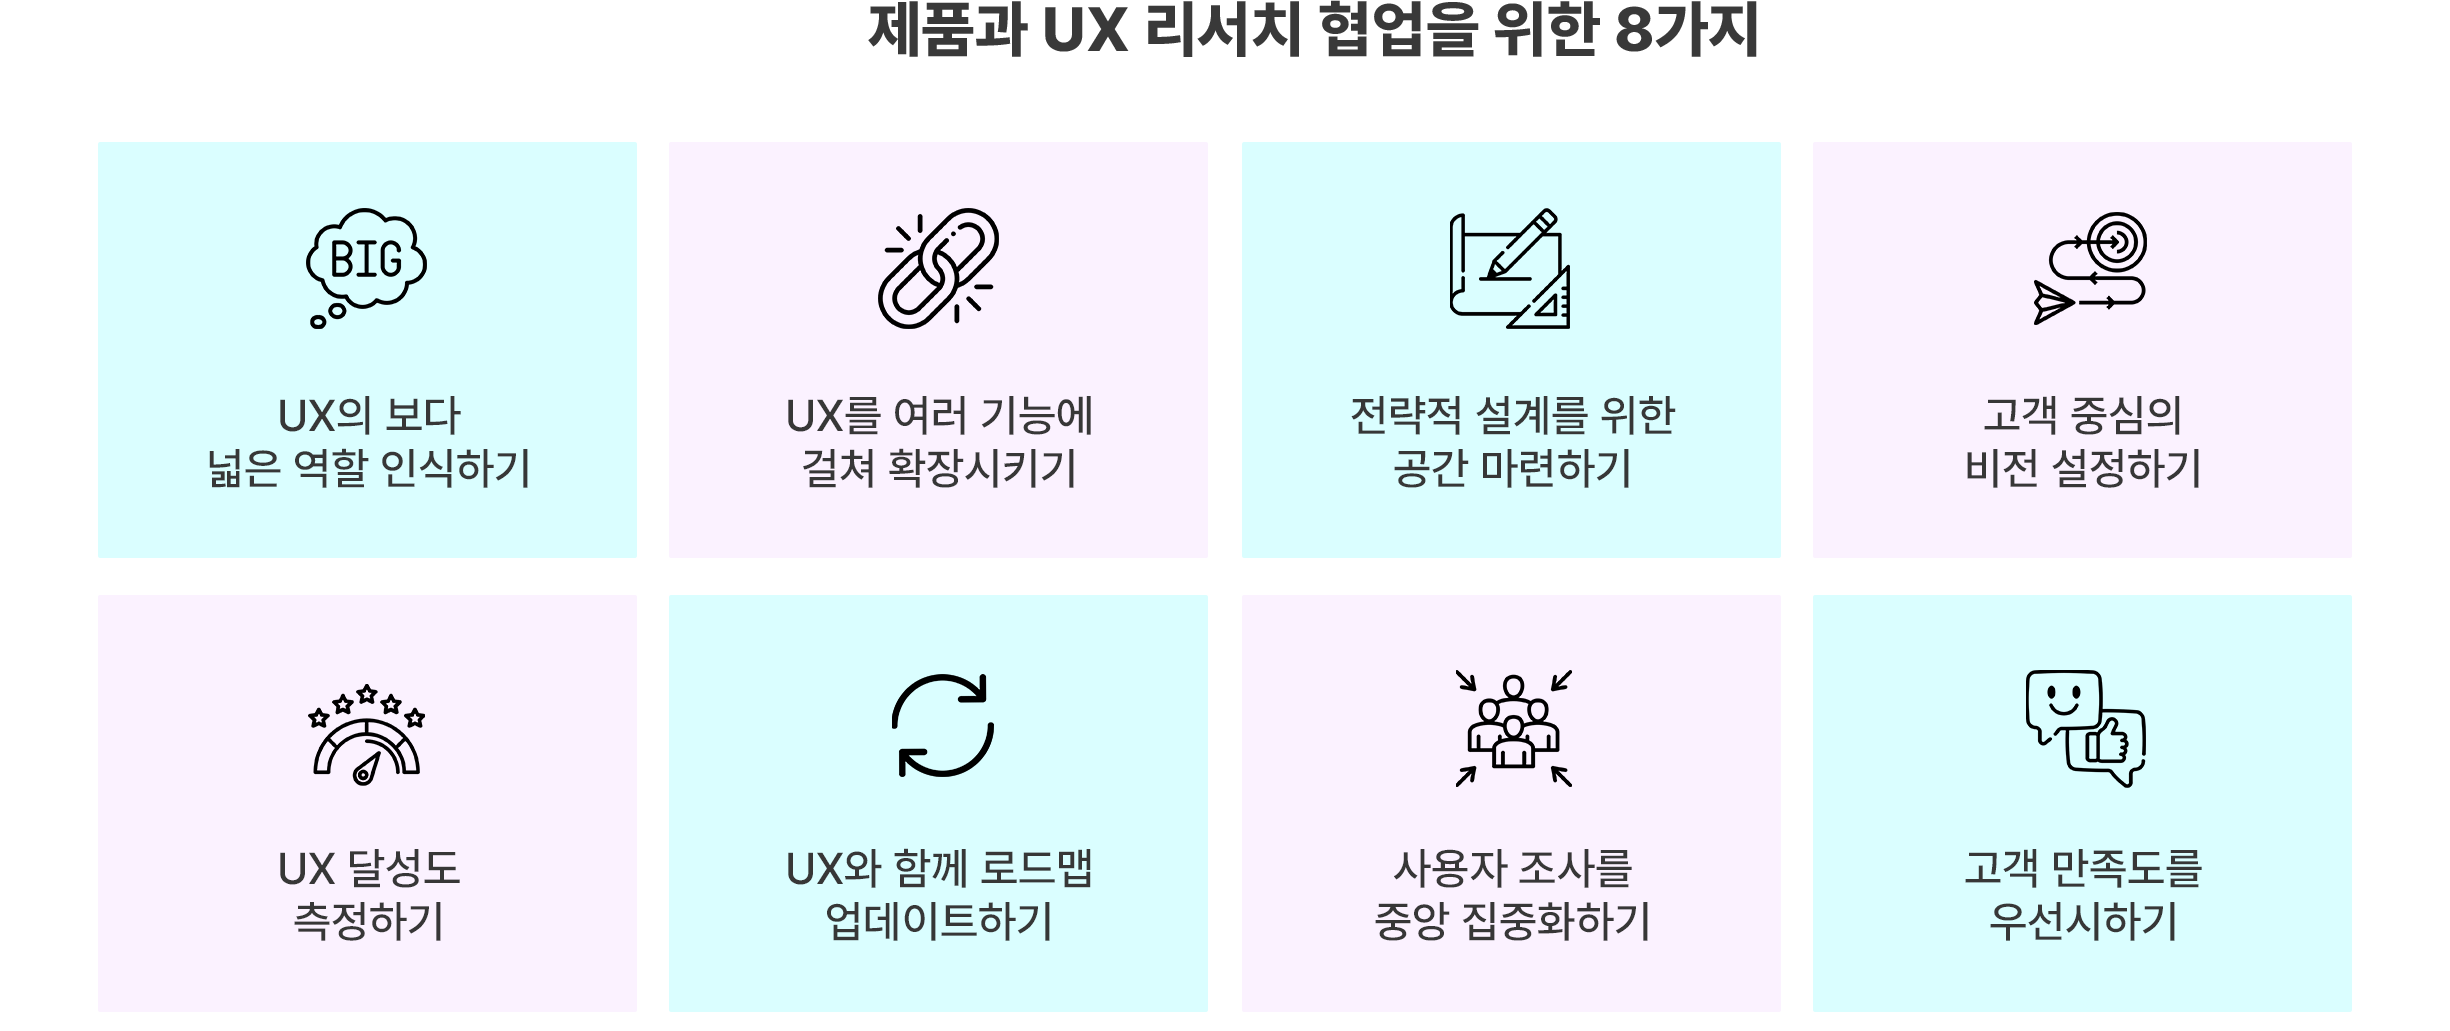 제품과 UX 리서치 협업을 위한 8가지
BIG
UX의 보다
넓은 역할 인식하기
UX를 여러 기능에
걸쳐 확장시키기
전략적 설계를 위한
공간 마련하기
고객 중심의
비전 설정하기
UX 달성도
측정하기
UX와 함께 로드맵
업데이트하기
사용자 조사를
중앙 집중화하기
고객 만족도를
우선시하기